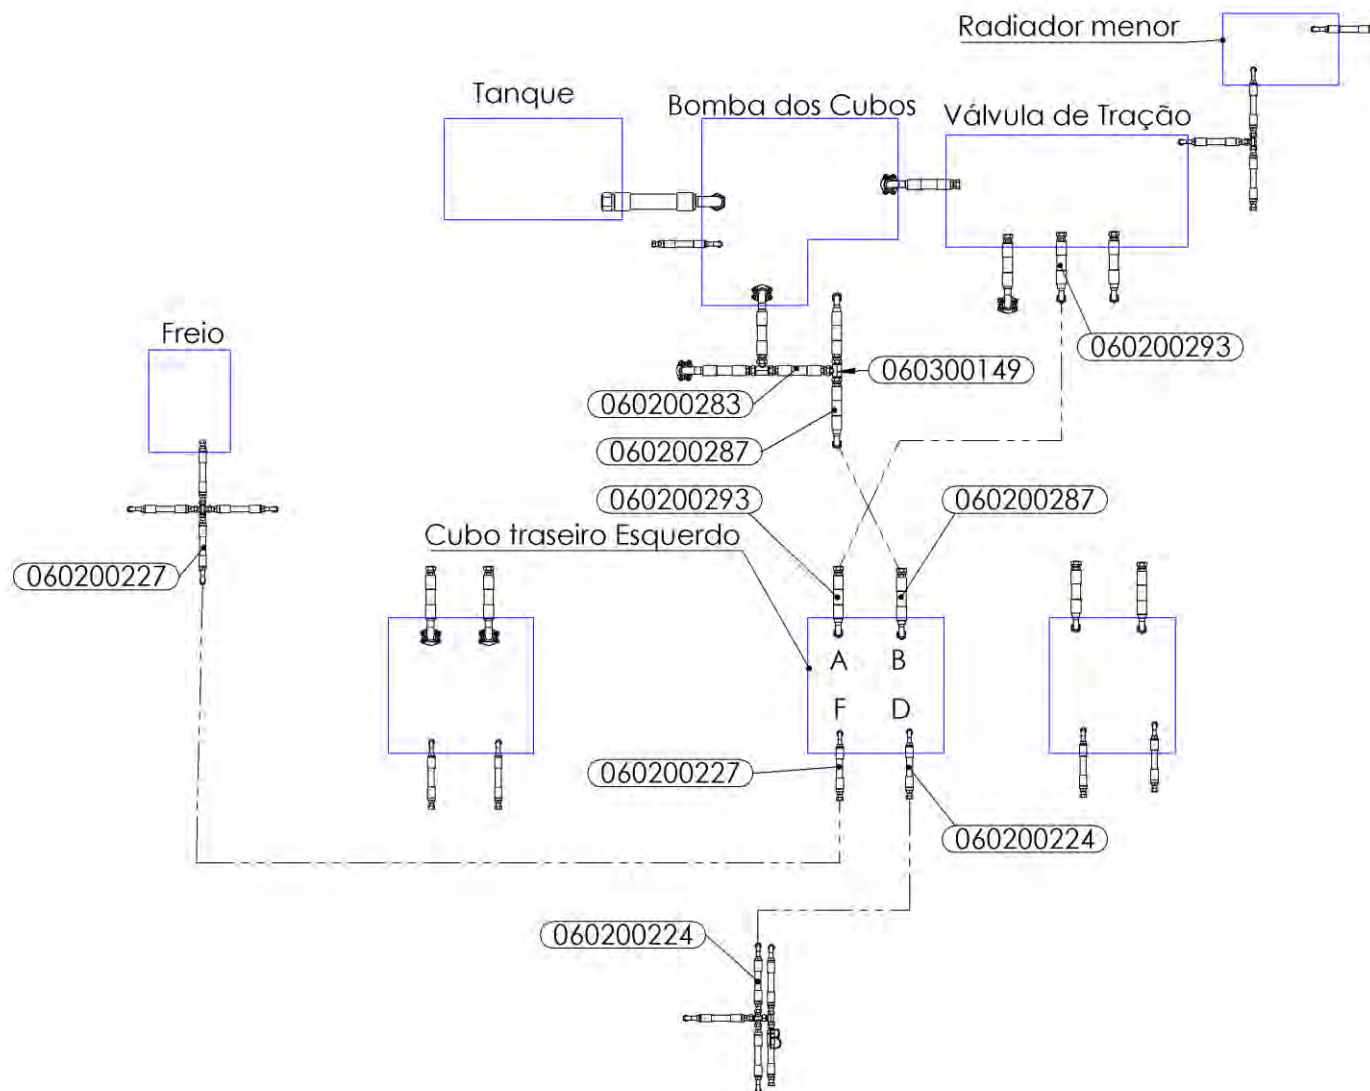 Radiador menor
Tanque
Bomba dos Cubos
Válvula de Tração
Freio
060200293
060300149
060200283
060200287
060200293
060200287
Cubo traseiro Esquerdo
060200227
A B
F D
060200227
060200224
060200224
B